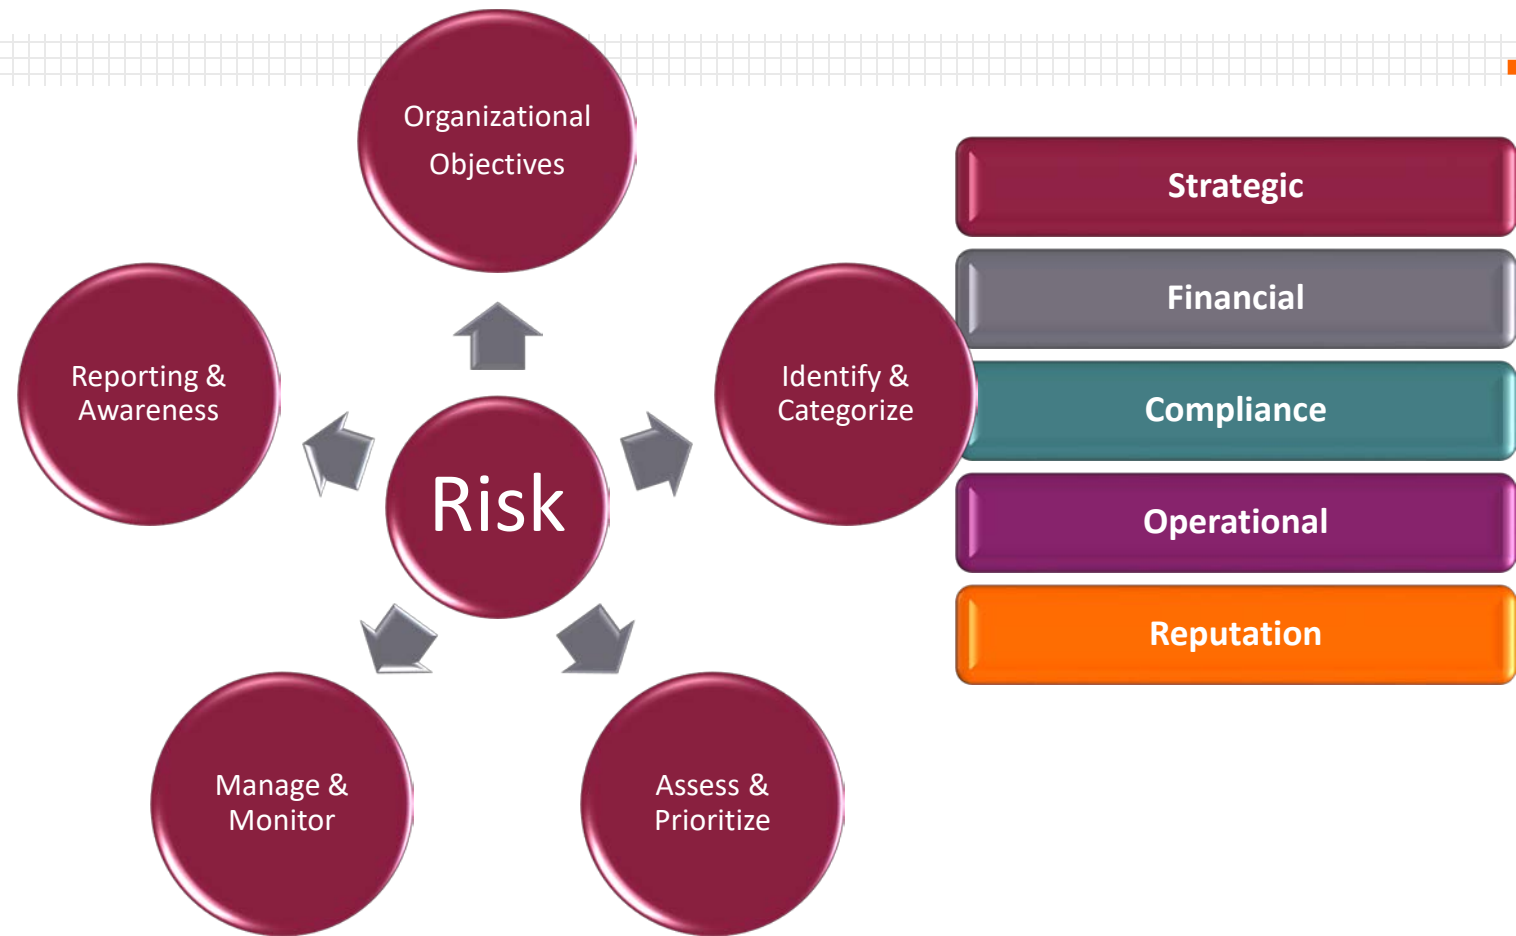 Organizational
Objectives
Reporting &
Awareness
Identify &
Categorize
Risk
Manage &
Monitor
Assess &
Prioritize
Strategic
Financial
Compliance
Operational
Reputation